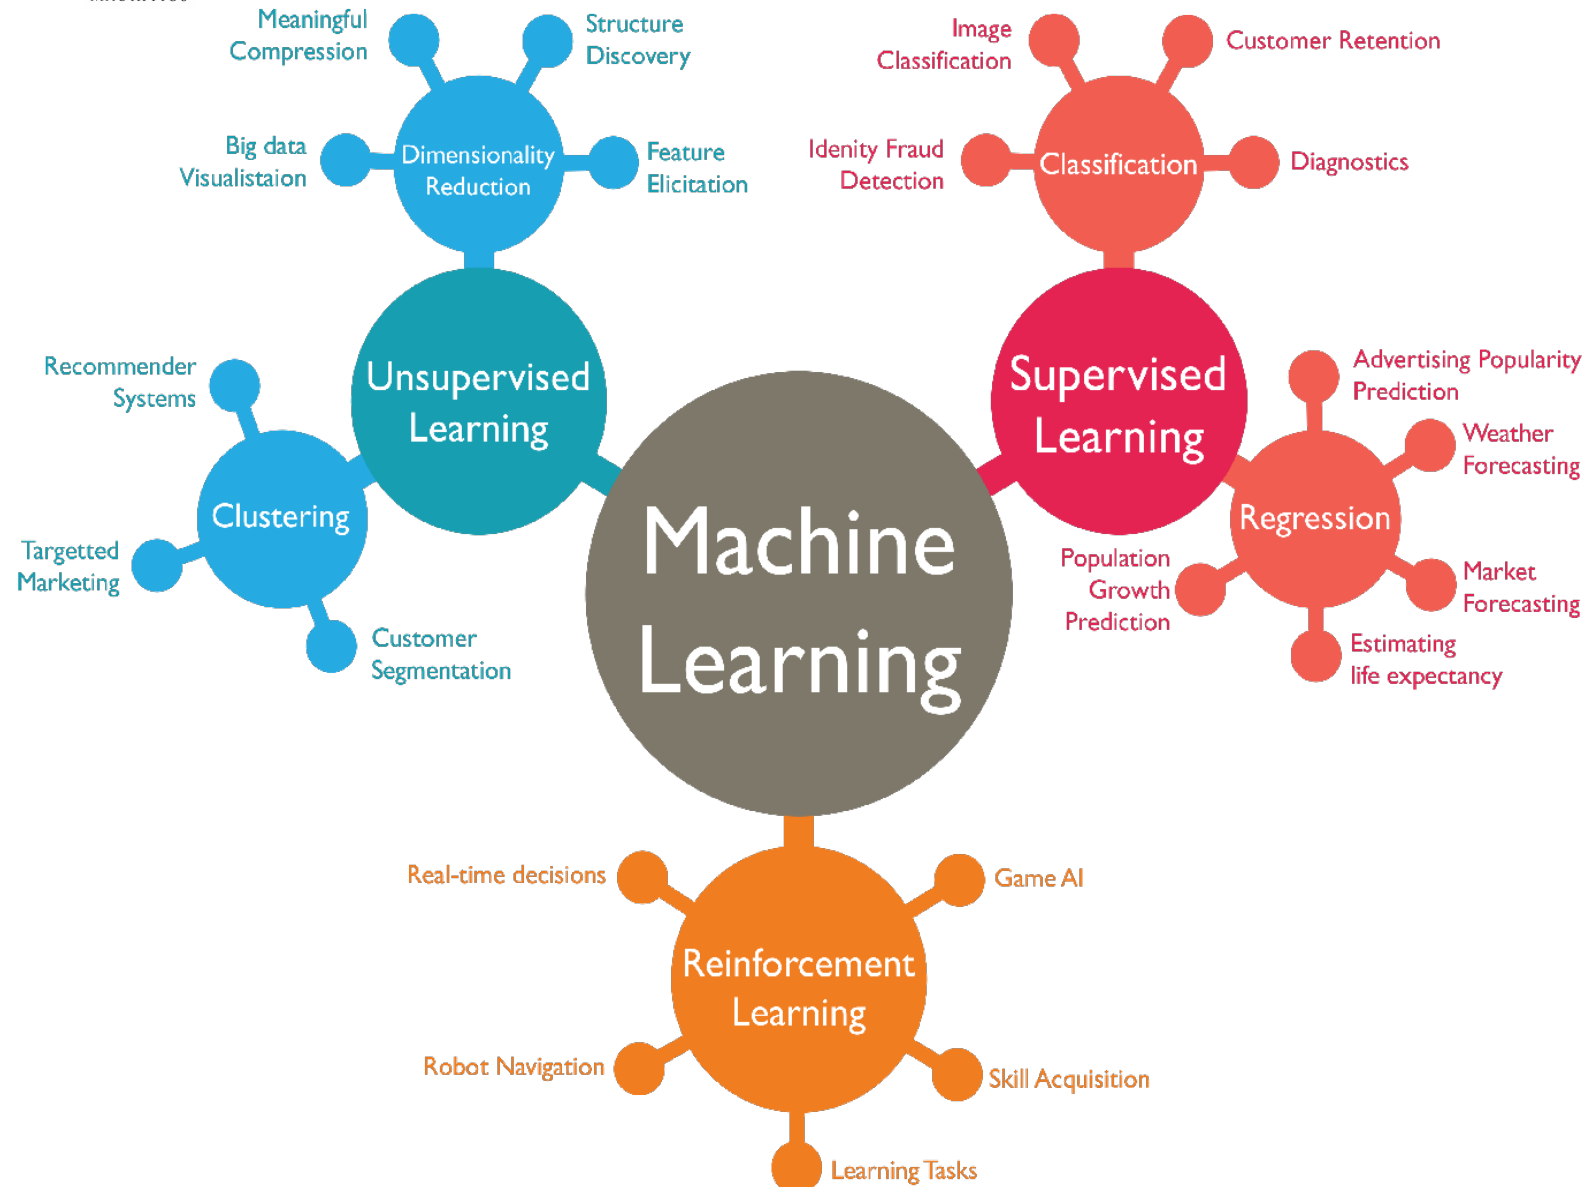 Meaningful
Compression
Structure
Discovery
Big data
Visualistaion
Dimensionality
Reduction
Feature
Elicitation
Image
Classification
Customer Retention
Idenity Fraud
Detection
Classification
Diagnostics
Recommender
Systems
Unsupervised
Learning
Clustering
Targetted
Marketing
Customer
Segmentation
Supervised
Learning
Advertising Popularity
Prediction
Weather
Forecasting
Regression
Population
Growth
Prediction
Market
Forecasting
Estimating
life expectancy
Machine
Learning
Real-time decisions
Game AI
Reinforcement
Learning
Robot Navigation
Skill Acquisition
Learning Tasks